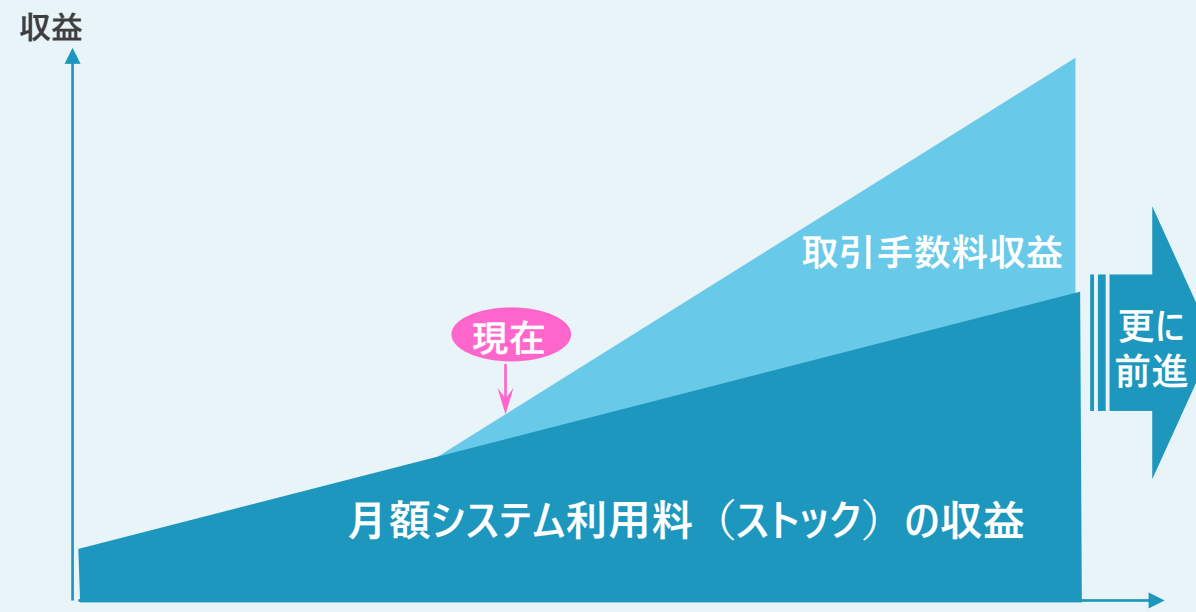 収益
取引手数料収益
現在
更に
前進
月額システム利用料（ストック）の収益